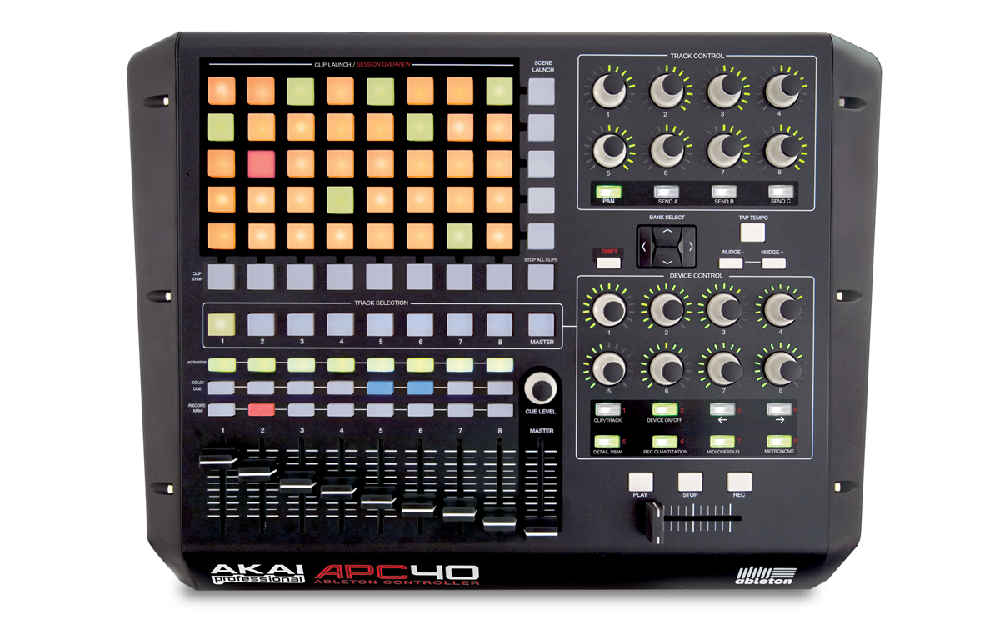 CLIP LAUNCH / SESSION OVERVIEW
SCENE
LAUNCH
STOP ALL CLIPS
CLIP
STOP
TRACK SELECTION
1 2 3 4 5 6 7 8 MASTER
ACTIVATOR
SOLO /
CUE
RECORD
ARM
CUE LEVEL
1 2 3 4 5 6 7 8 MASTER
TRACK CONTROL
1 2 3 4
5 6 7 8
PAN SEND A SEND B SEND C
BANK SELECT
TAP TEMPO
SHIFT
NUDGE - NUDGE +
DEVICE CONTROL
1 2 3 4
5 6 7 8
1 2 3 4
CLIP/TRACK DEVICE ON/OFF ← →
5 6 7 8
DETAIL VIEW REC QUANTIZATION MIDI OVERDUB METRONOME
PLAY STOP REC
AKAI
professional
APC40
ABLETON CONTROLLER
ableton